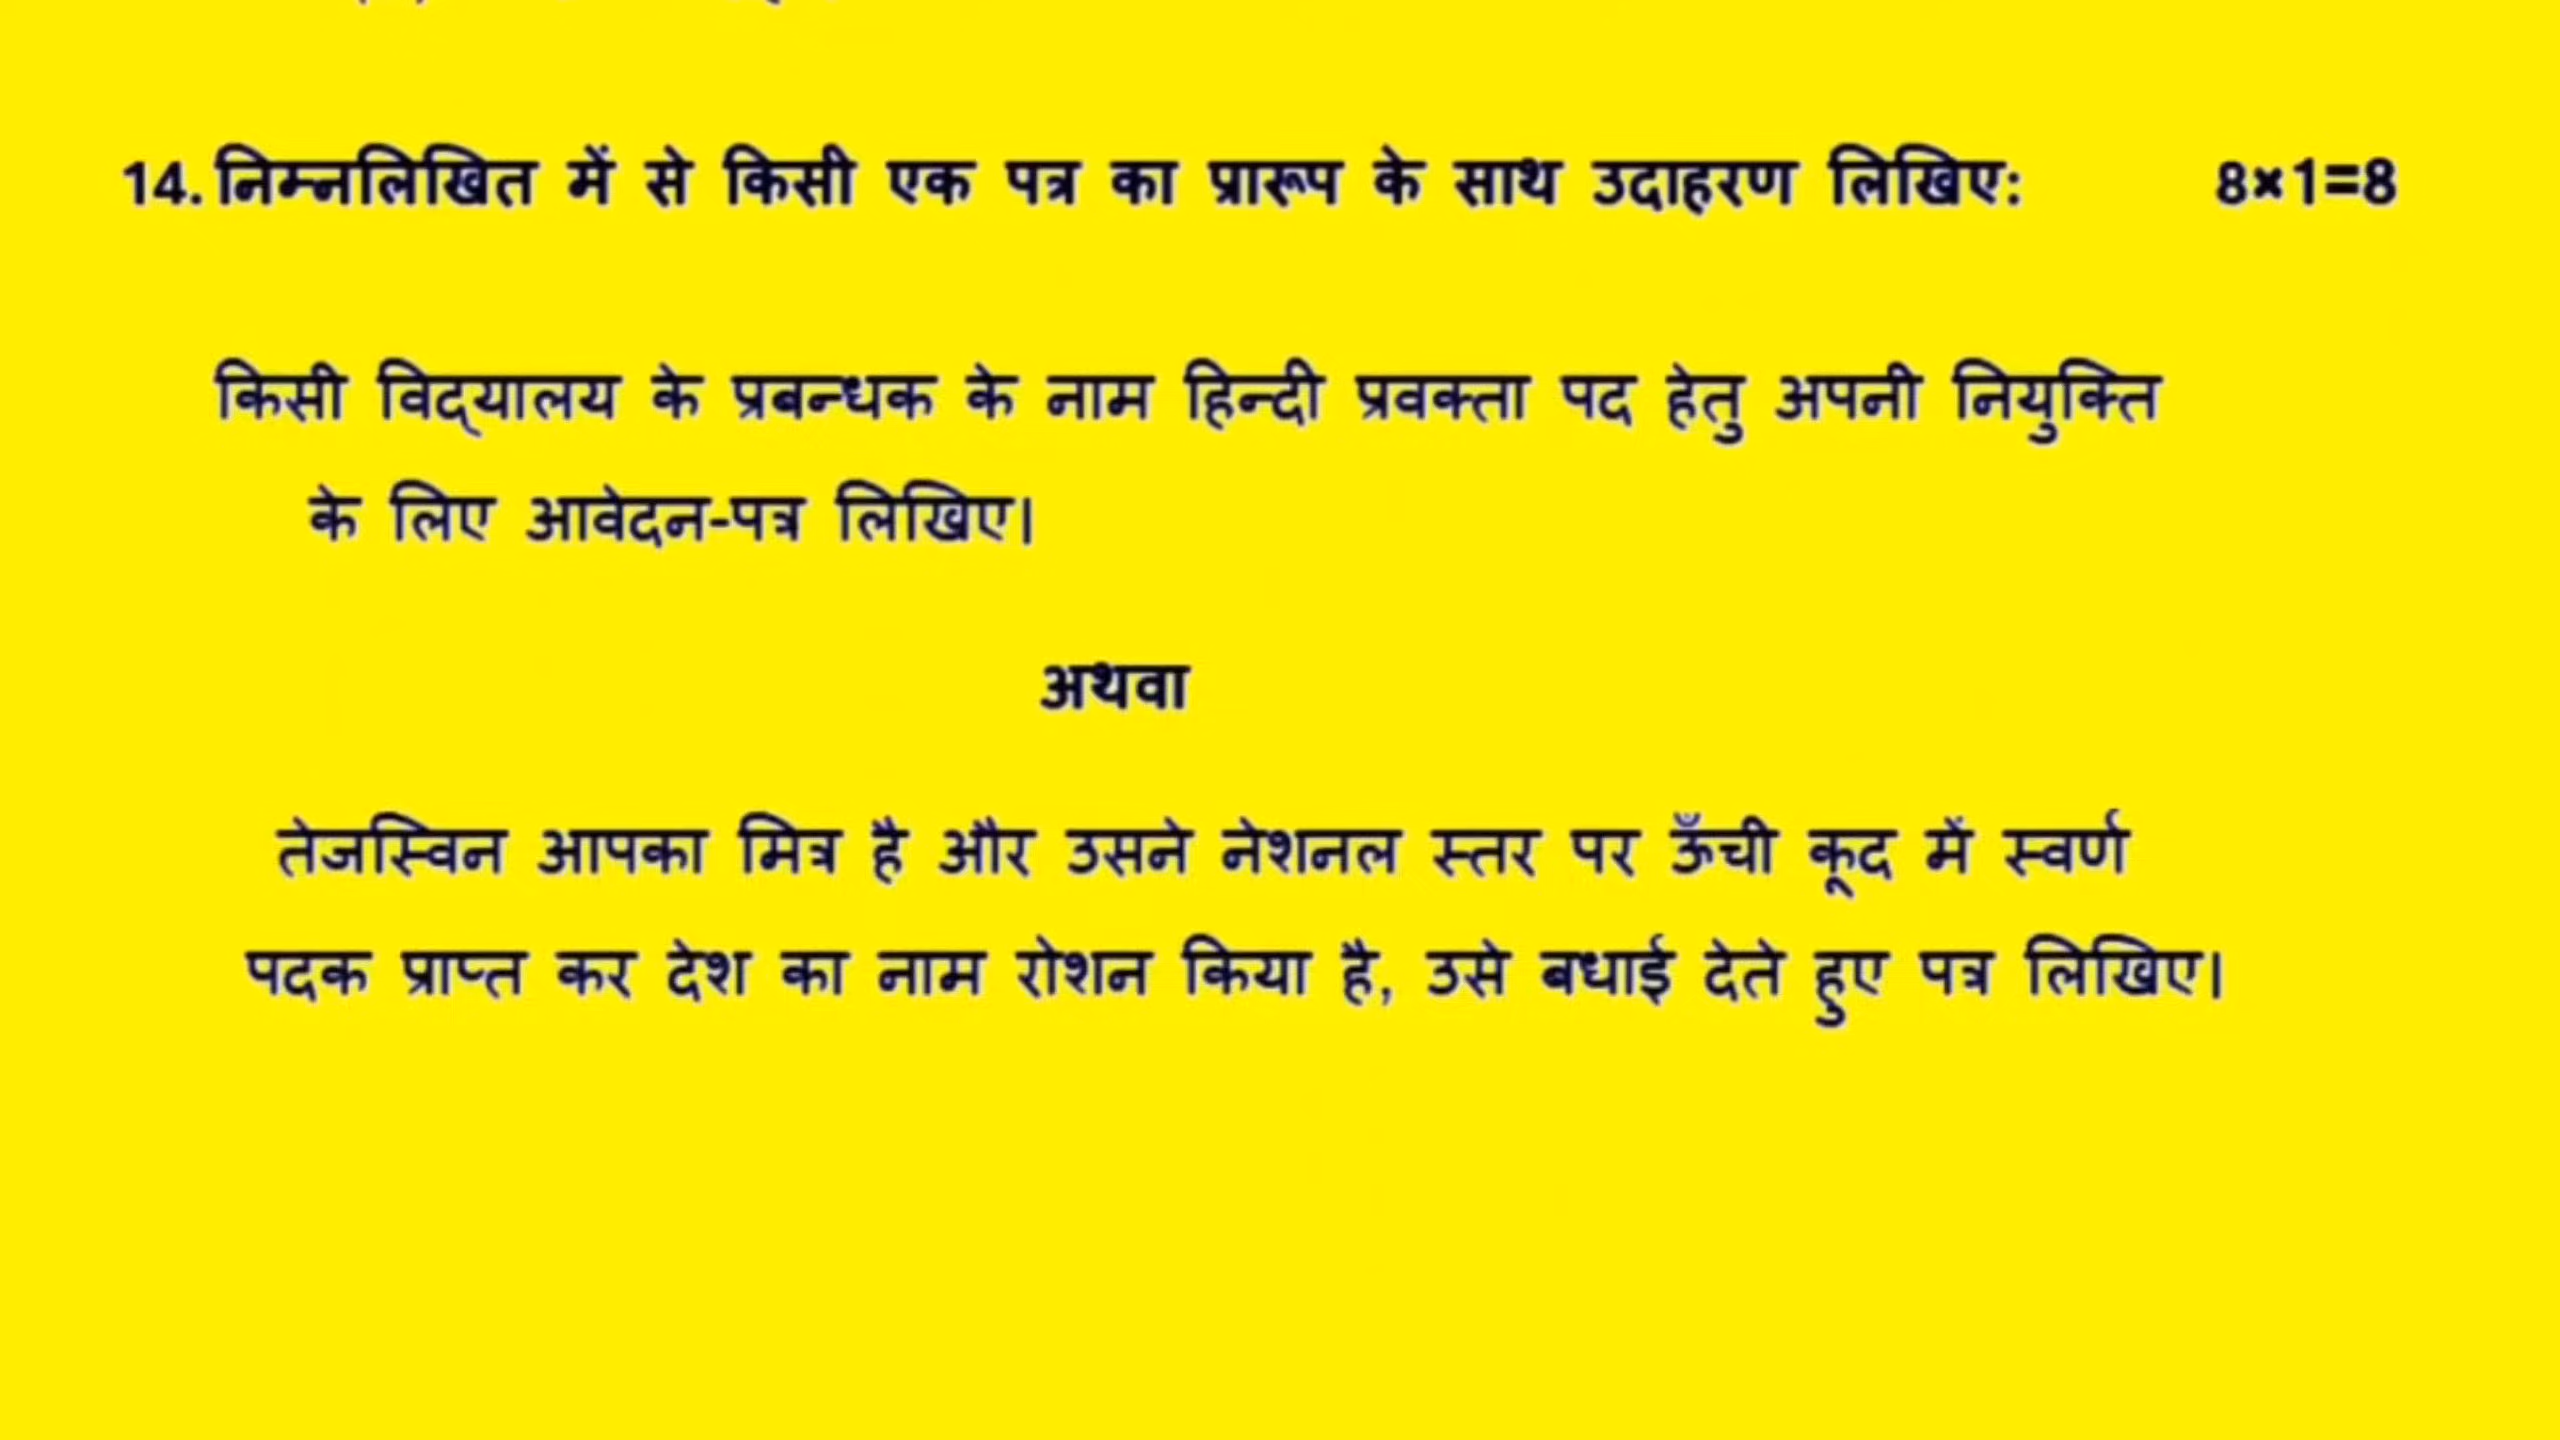 14. निम्नलिखित में से किसी एक पत्र का प्रारूप के साथ उदाहरण लिखिए: 8×1=8
किसी विद्यालय के प्रबन्धक के नाम हिन्दी प्रवक्ता पद हेतु अपनी नियुक्ति
के लिए आवेदन-पत्र लिखिए।
अथवा
तेजस्विन आपका मित्र है और उसने नेशनल स्तर पर ऊँची कूद में स्वर्ण
पदक प्राप्त कर देश का नाम रोशन किया है, उसे बधाई देते हुए पत्र लिखिए।